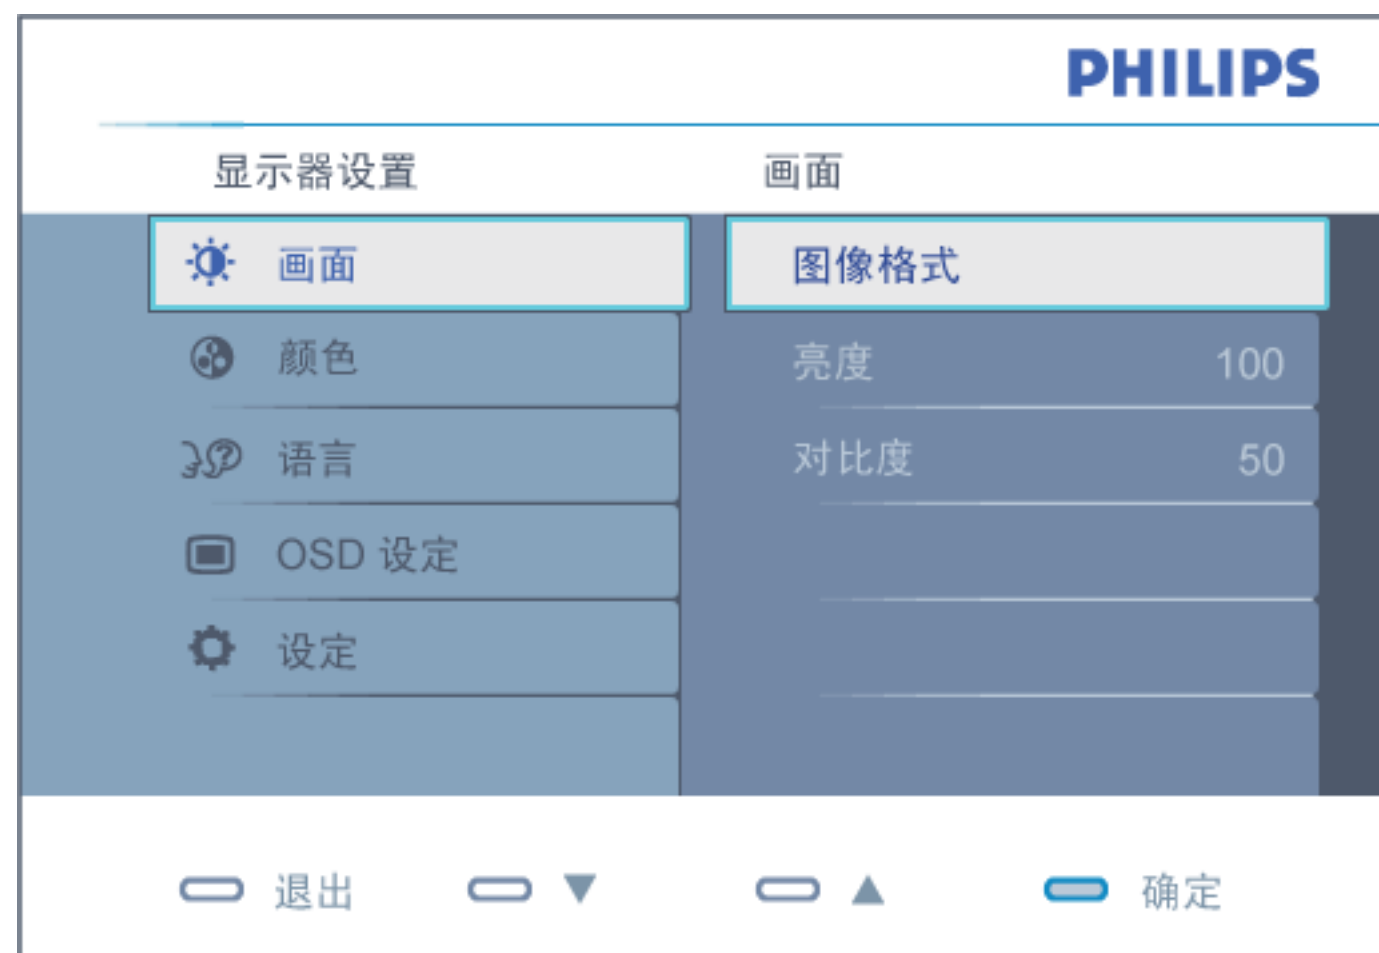 PHILIPS
显示器设置 画面
画面 图像格式
颜色 亮度 100
语言 对比度 50
OSD 设定
设定
退出 ▼ ▲ 确定